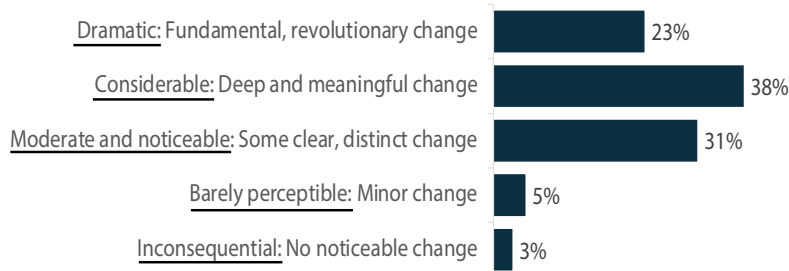 Dramatic: Fundamental, revolutionary change 23%
Considerable: Deep and meaningful change 38%
Moderate and noticeable: Some clear, distinct change 31%
Barely perceptible: Minor change 5%
Inconsequential: No noticeable change 3%